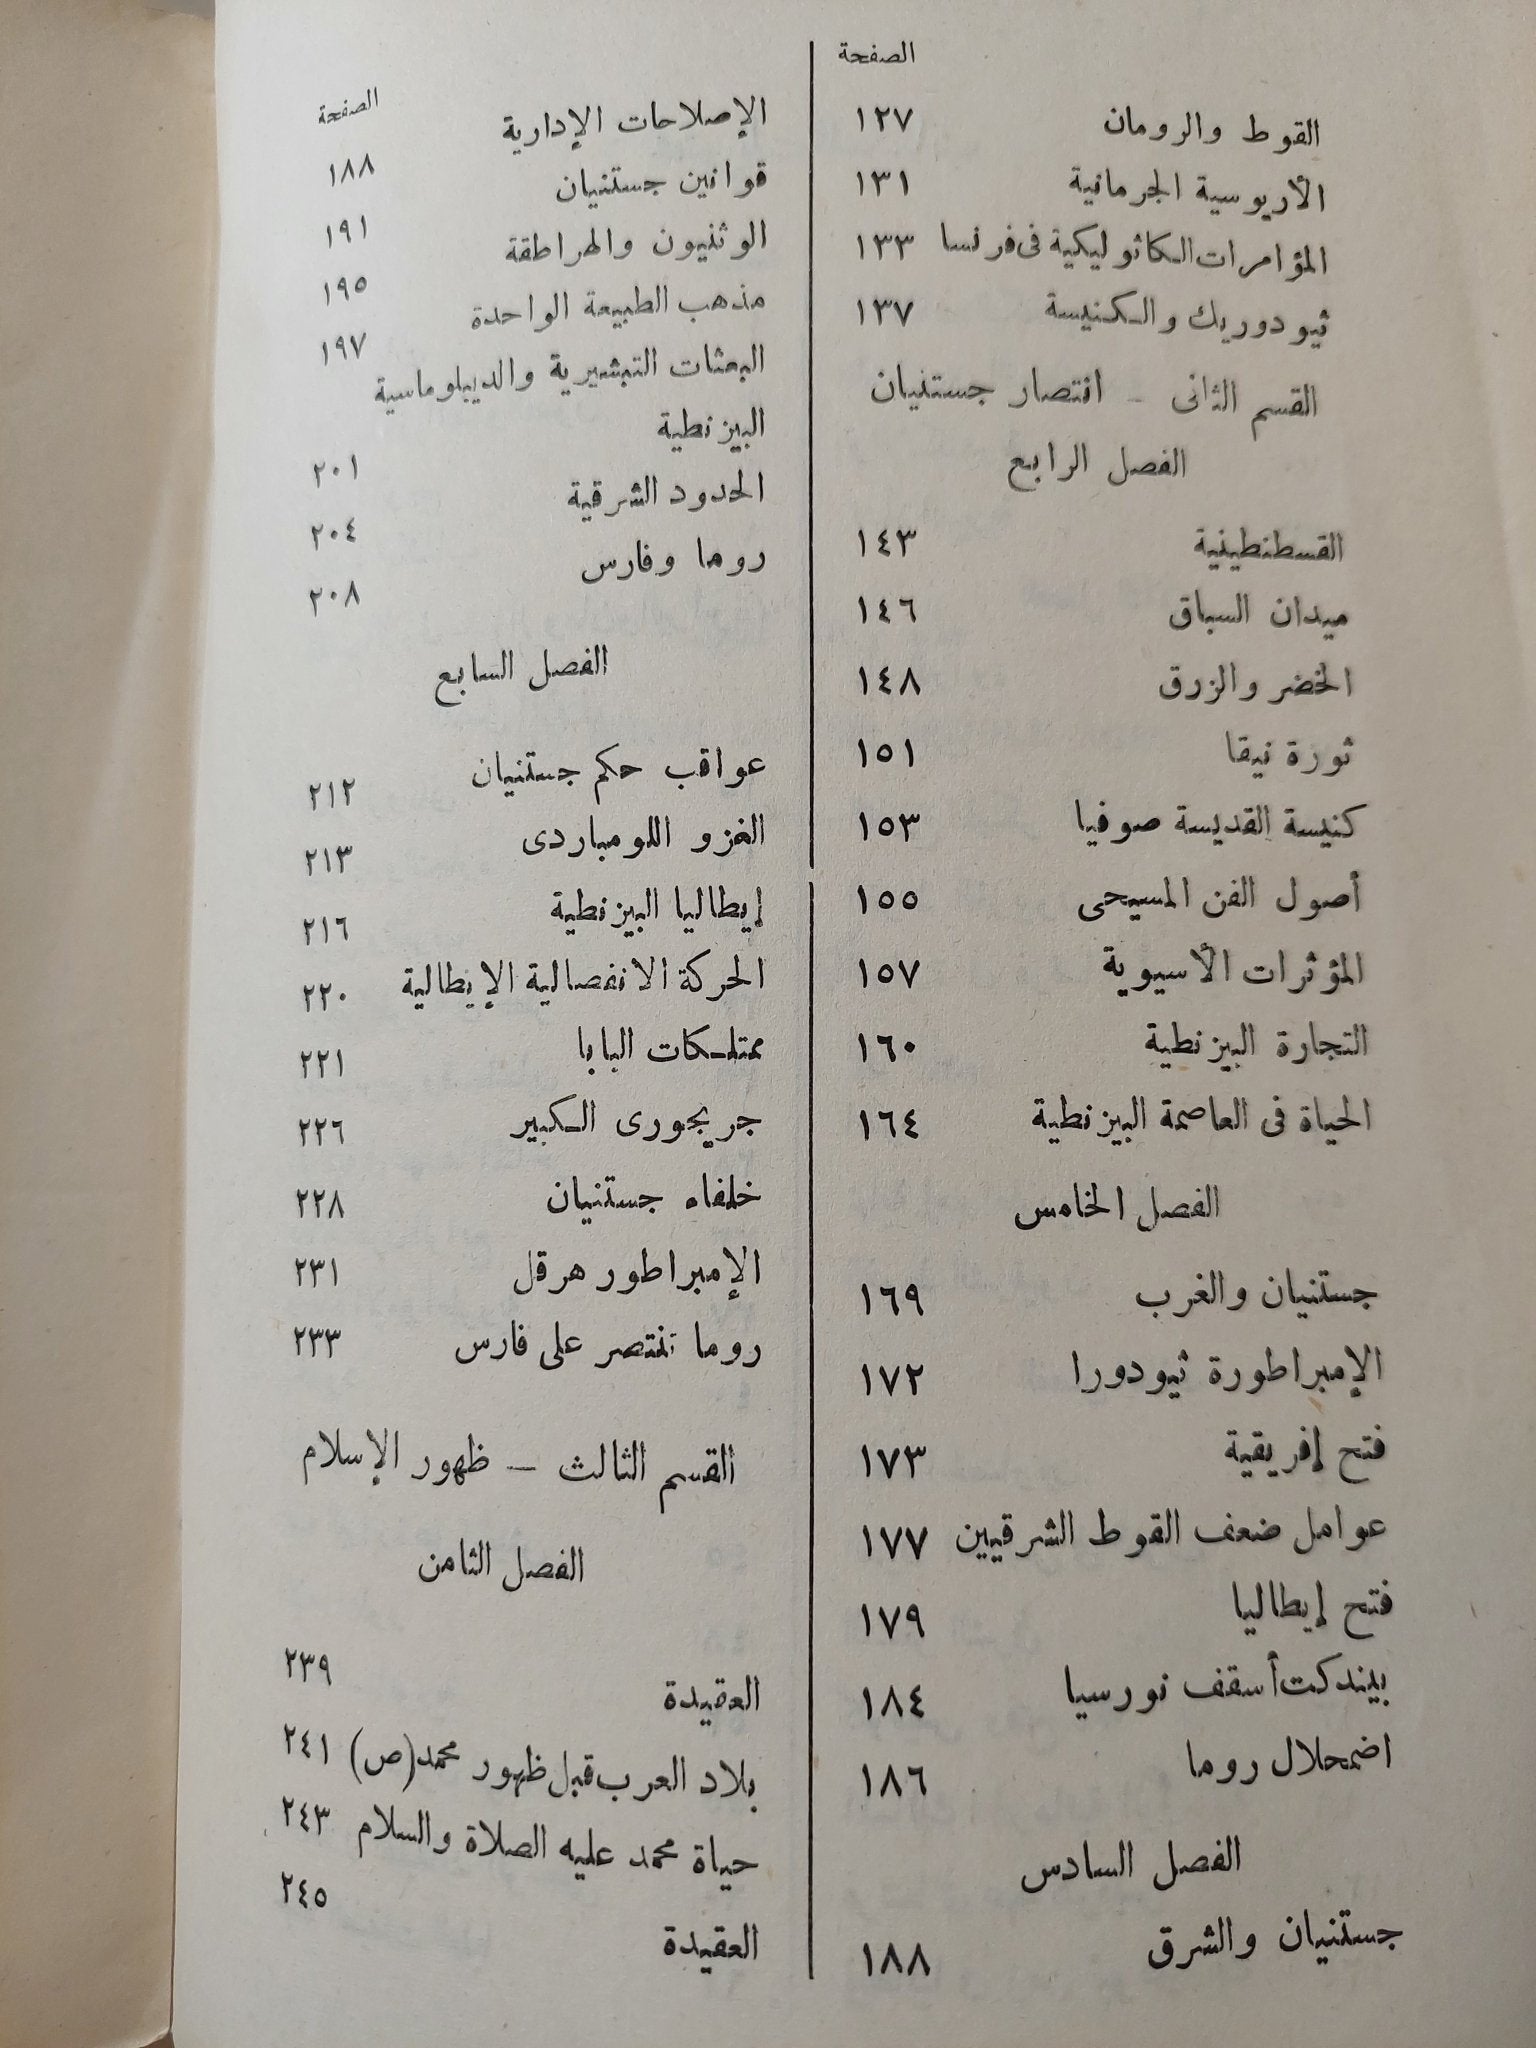 الصفحة
القوط والرومان ١٢٧
الأريوسية الجرمانية ١٣١
المؤامرات الكاثوليكية فى فرنسا ١٣٣
ثيودوريك والكنيسة ١٣٧
القسم الثانى - انتصار جستنيان
الفصل الرابع
القسطنطينية ١٤٣
ميدان السباق ١٤٦
الخضر والزرق ١٤٨
ثورة نيقا ١٥١
كنيسة القديسة صوفيا ١٥٣
أصول الفن المسيحى ١٥٥
المؤثرات الأسيوية ١٥٧
التجارة البيزنطية ١٦٠
الحياة فى العاصمة البيزنطية ١٦٤
الفصل الخامس
جستنيان والغرب ١٦٩
الإمبراطورة ثيودورا ١٧٢
فتح إفريقية ١٧٣
عوامل ضعف القوط الشرقيين ١٧٧
فتح إيطاليا ١٧٩
بيندكت أسقف نورسيا ١٨٤
اضمحلال روما ١٨٦
الفصل السادس
جستنيان والشرق ١٨٨
الصفحة
الإصلاحات الإدارية ١٨٨
قوانين جستنيان ١٩١
الوثنيون والهراطقة ١٩٥
مذهب الطبيعة الواحدة ١٩٧
البعثات التبشيرية والديبلوماسية
البيزنطية ٢٠١
الحدود الشرقية ٢٠٤
روما وفارس ٢٠٨
الفصل السابع
عواقب حكم جستنيان ٢١٢
الغزو اللومباردى ٢١٣
إيطاليا البيزنطية ٢١٦
الحركة الانفصالية الإيطالية ٢٢٠
ممتلكات البابا ٢٢١
جريجورى الكبير ٢٢٦
خلفاء جستنيان ٢٢٨
الإمبراطور هرقل ٢٣١
روما تنتصر على فارس ٢٣٣
القسم الثالث - ظهور الإسلام
الفصل الثامن
العقيدة ٢٣٩
بلاد العرب قبل ظهور محمد (ص) ٢٤١
حياة محمد عليه الصلاة والسلام ٢٤٣
العقيدة ٢٤٥